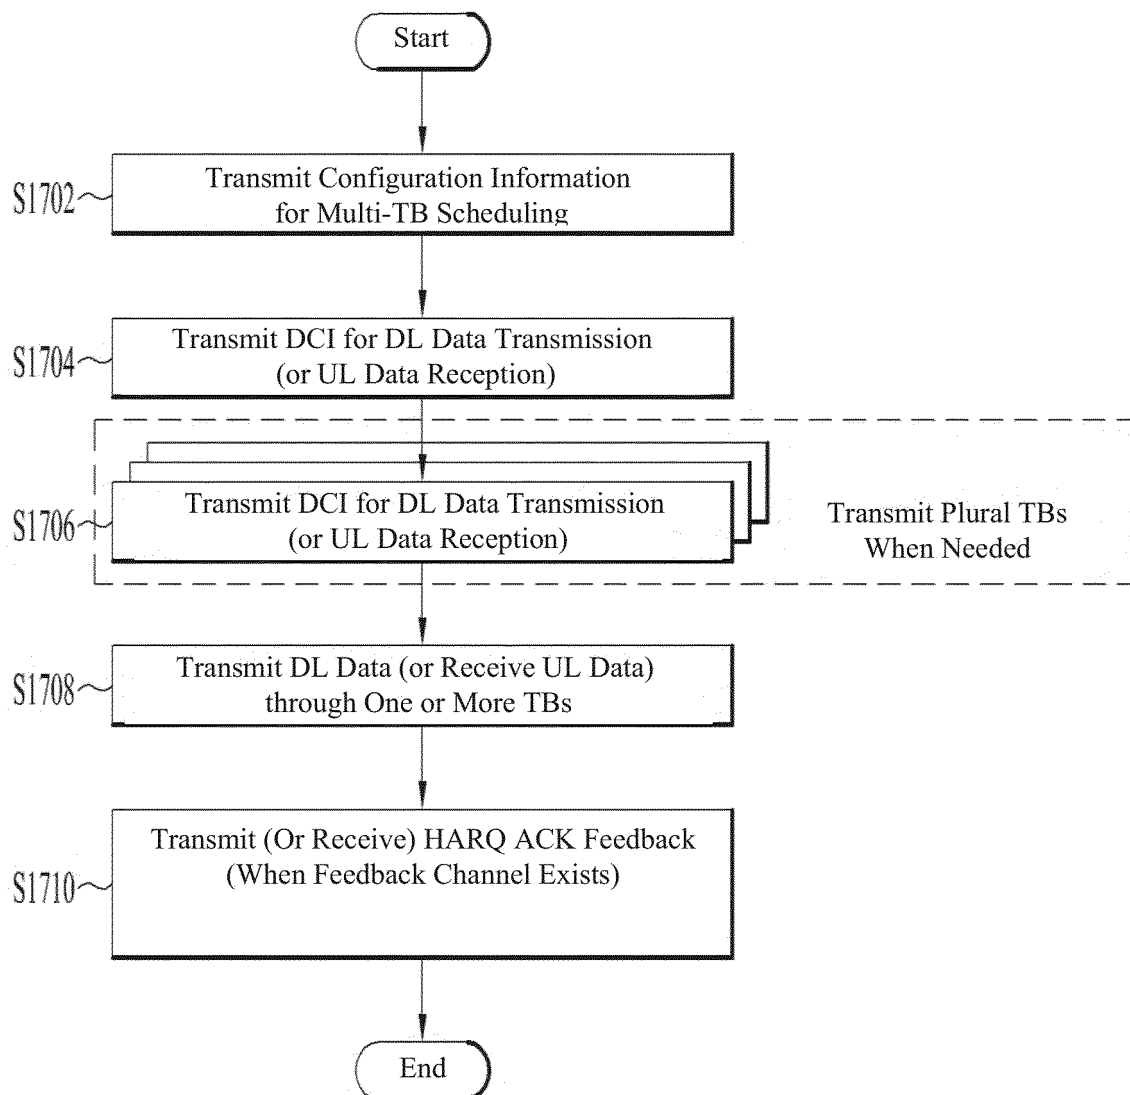 Start
S1702
Transmit Configuration Information
for Multi-TB Scheduling
S1704
Transmit DCI for DL Data Transmission
(or UL Data Reception)
S1706
Transmit DCI for DL Data Transmission
(or UL Data Reception)
Transmit Plural TBs
When Needed
S1708
Transmit DL Data (or Receive UL Data)
through One or More TBs
S1710
Transmit (Or Receive) HARQ ACK Feedback
(When Feedback Channel Exists)
End